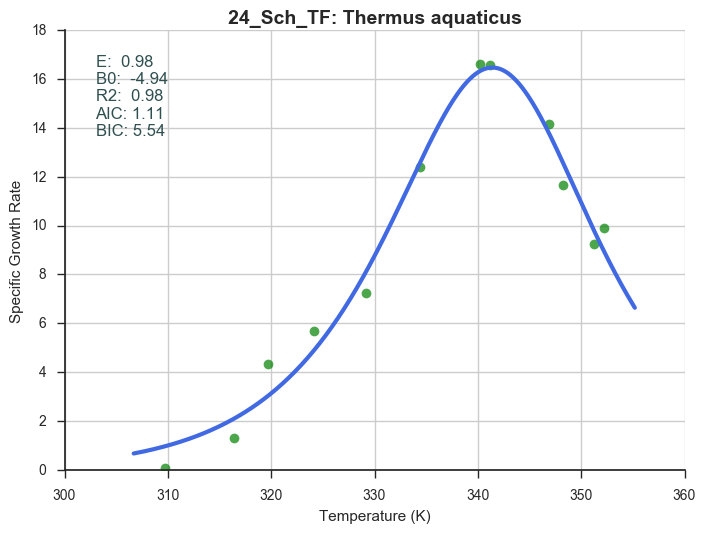 24_Sch_TF: Thermus aquaticus
E:  0.98
B0:  -4.94
R2:  0.98
AIC: 1.11
BIC: 5.54
Specific Growth Rate
18
16
14
12
10
8
6
4
2
0
300 310 320 330 340 350 360
Temperature (K)